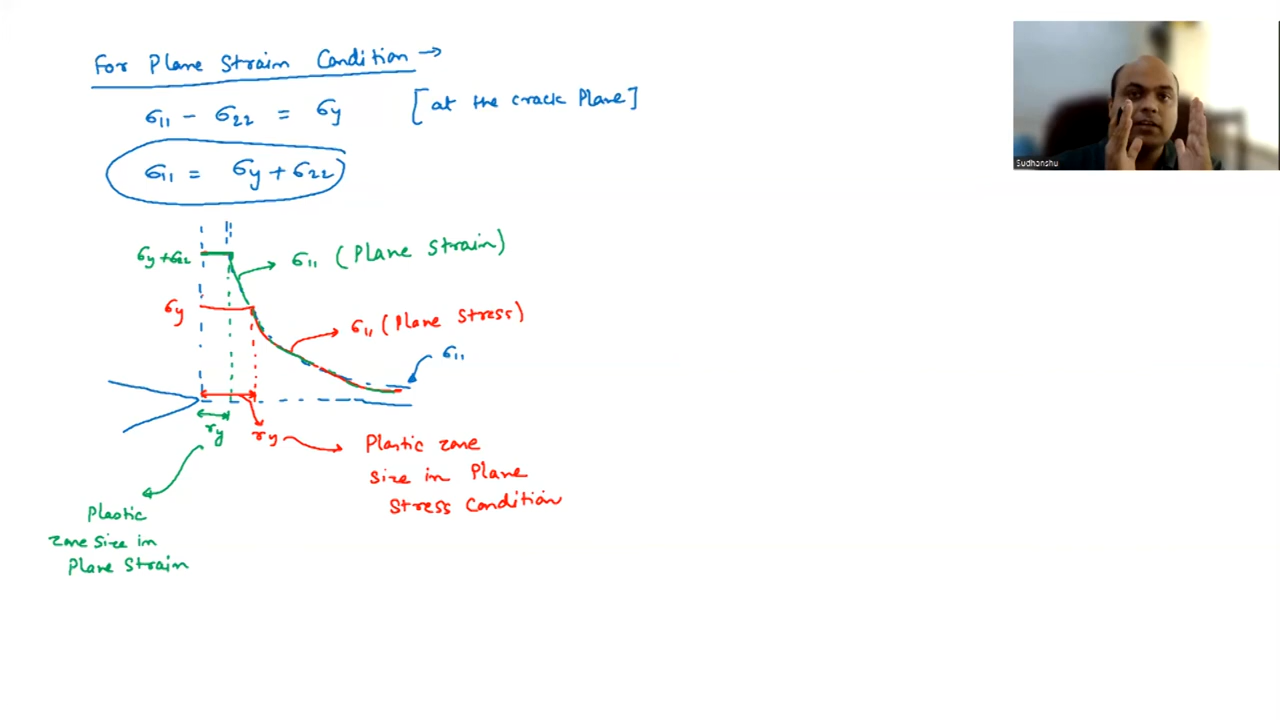 For Plane Strain Condition →
σ11 - σ22 = σy [at the crack Plane]
σ11 = σy + σ22
σy + σ22
σ11 (Plane Strain)
σy
σ11 (Plane Stress)
σ11
ry
ry
Plastic zone
size in Plane
Stress Condition
Plastic
zone size in
Plane Strain
Sudhanshu